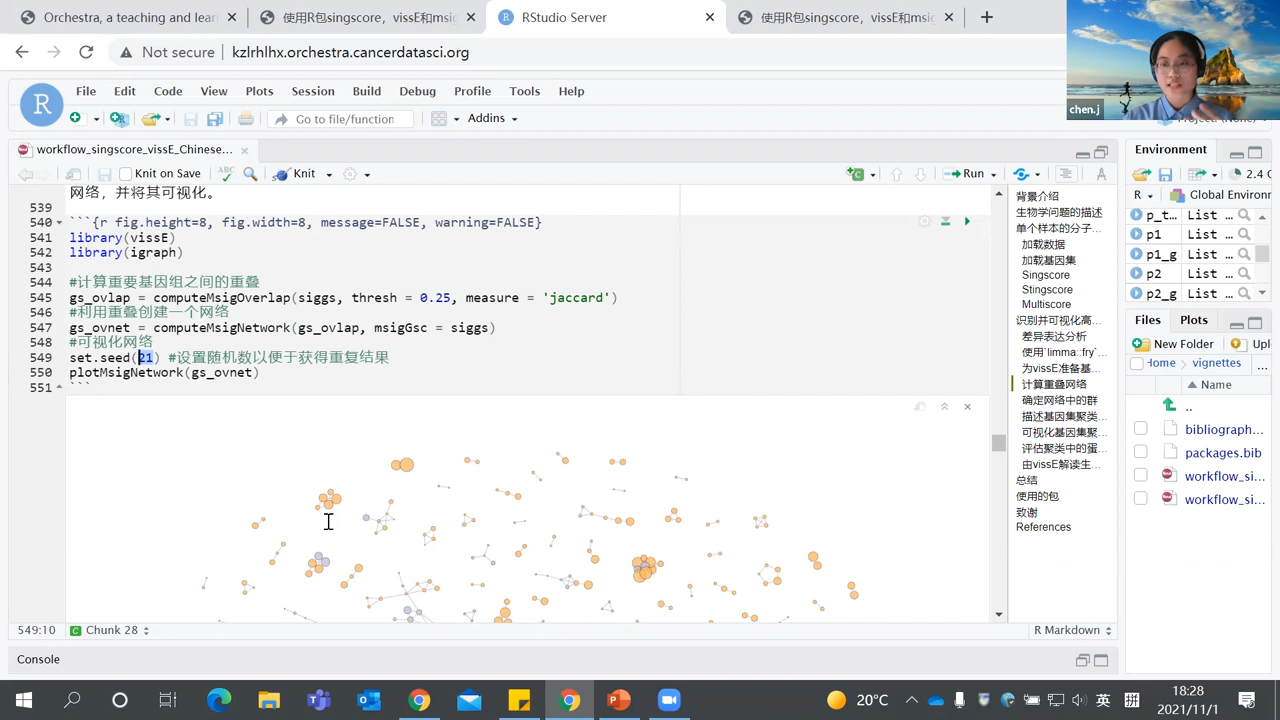 Orchestra, a teaching and lear
使用R包singscore，vissE和msig
RStudio Server
使用R包singscore，vissE和msig
Not secure
kzlrhlhx.orchestra.cancerdatasci.org
chen.j
R
File Edit Code View Plots Session Build Debug Profile Tools Help
Go to file/function
Addins
Project: (None)
workflow_singscore_vissE_Chinese...
Knit on Save
ABC
Knit
Run
网络，并将其可视化。
539
540 ```{r fig.height=8, fig.width=8, message=FALSE, warning=FALSE}
541 library(vissE)
542 library(igraph)
543
544 #计算重要基因组之间的重叠
545 gs_ovlap = computeMsigOverlap(siggs, thresh = 0.25, measure = 'jaccard')
546 #利用重叠创建一个网络
547 gs_ovnet = computeMsigNetwork(gs_ovlap, msigGsc = siggs)
548 #可视化网络
549 set.seed(21) #设置随机数以便于获得重复结果
550 plotMsigNetwork(gs_ovnet)
551 ```
549:10
Chunk 28
R Markdown
Console
背景介绍
生物学问题的描述
单个样本的分子...
加载数据
加载基因集
Singscore
Stingscore
Multiscore
识别并可视化高...
差异表达分析
使用`limma::fry`...
为vissE准备基...
计算重叠网络
确定网络中的群
描述基因集聚类...
可视化基因集聚...
评估聚类中的蛋...
由vissE解读生...
总结
使用的包
致谢
References
Environment
2.4 G
R
Global Environr
p_t... List ...
p1 List ...
p1_g List ...
p2 List ...
p2_g List ...
Files Plots
New Folder
Uplo
Home
vignettes
...
Name
..
bibliograph...
packages.bib
workflow_si...
workflow_si...
20°C
英
拼
18:28
2021/11/1